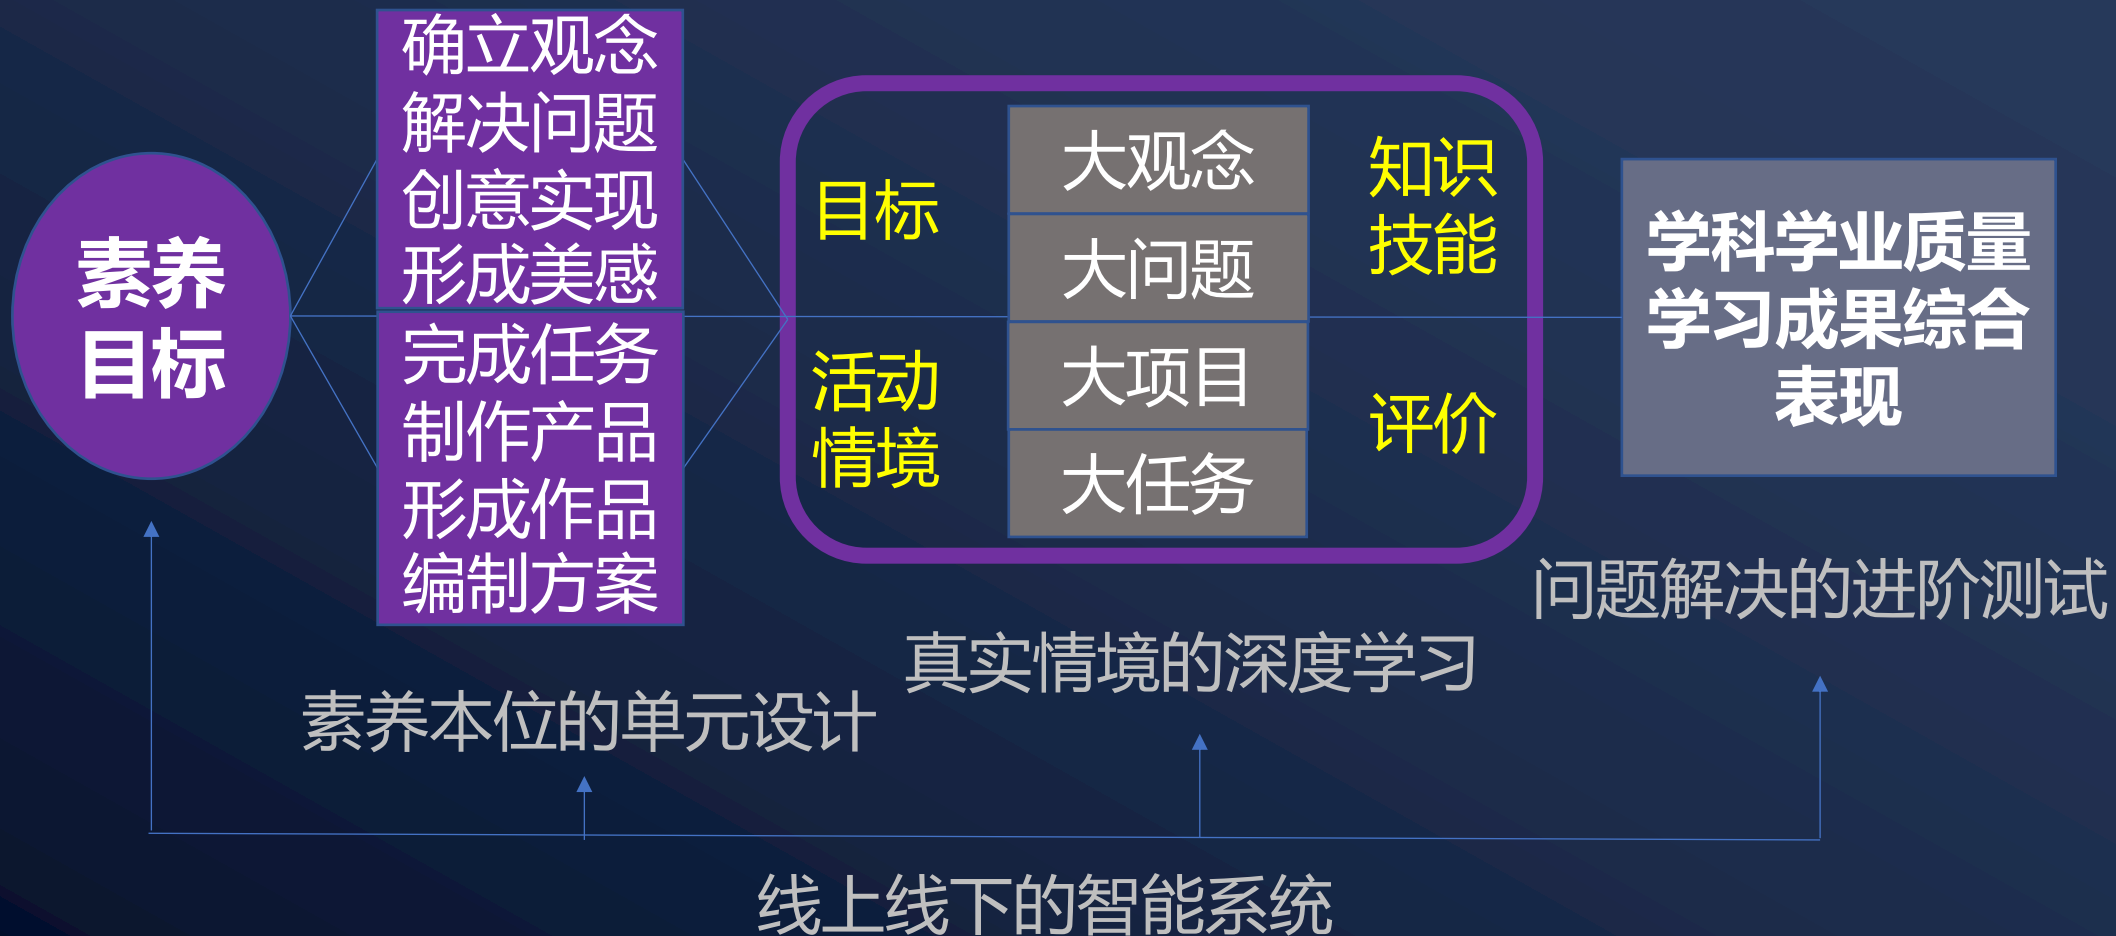 素养
目标
确立观念
解决问题
创意实现
形成美感
完成任务
制作产品
形成作品
编制方案
目标
活动
情境
大观念
大问题
大项目
大任务
知识
技能
评价
学科学业质量
学习成果综合
表现
素养本位的单元设计
真实情境的深度学习
问题解决的进阶测试
线上线下的智能系统